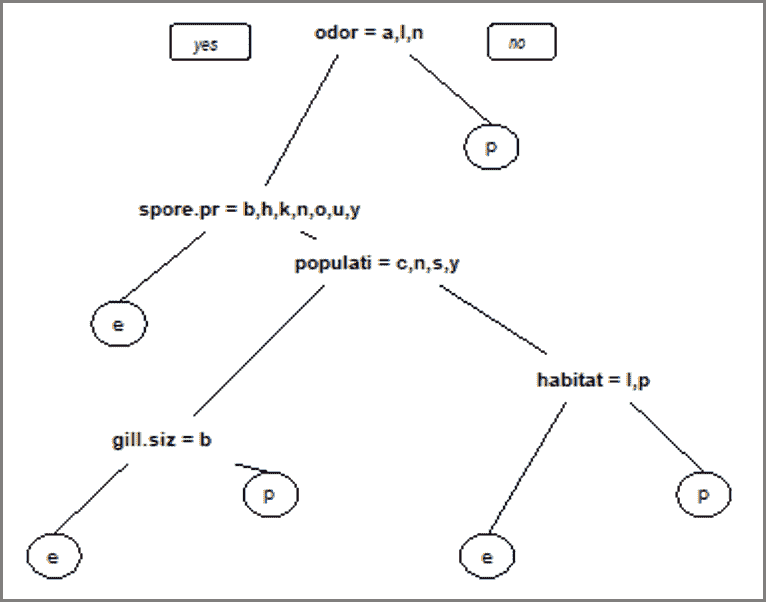 yes
odor = a,l,n
no
p
spore.pr = b,h,k,n,o,u,y
populati = c,n,s,y
e
habitat = l,p
gill.siz = b
p
p
e
e